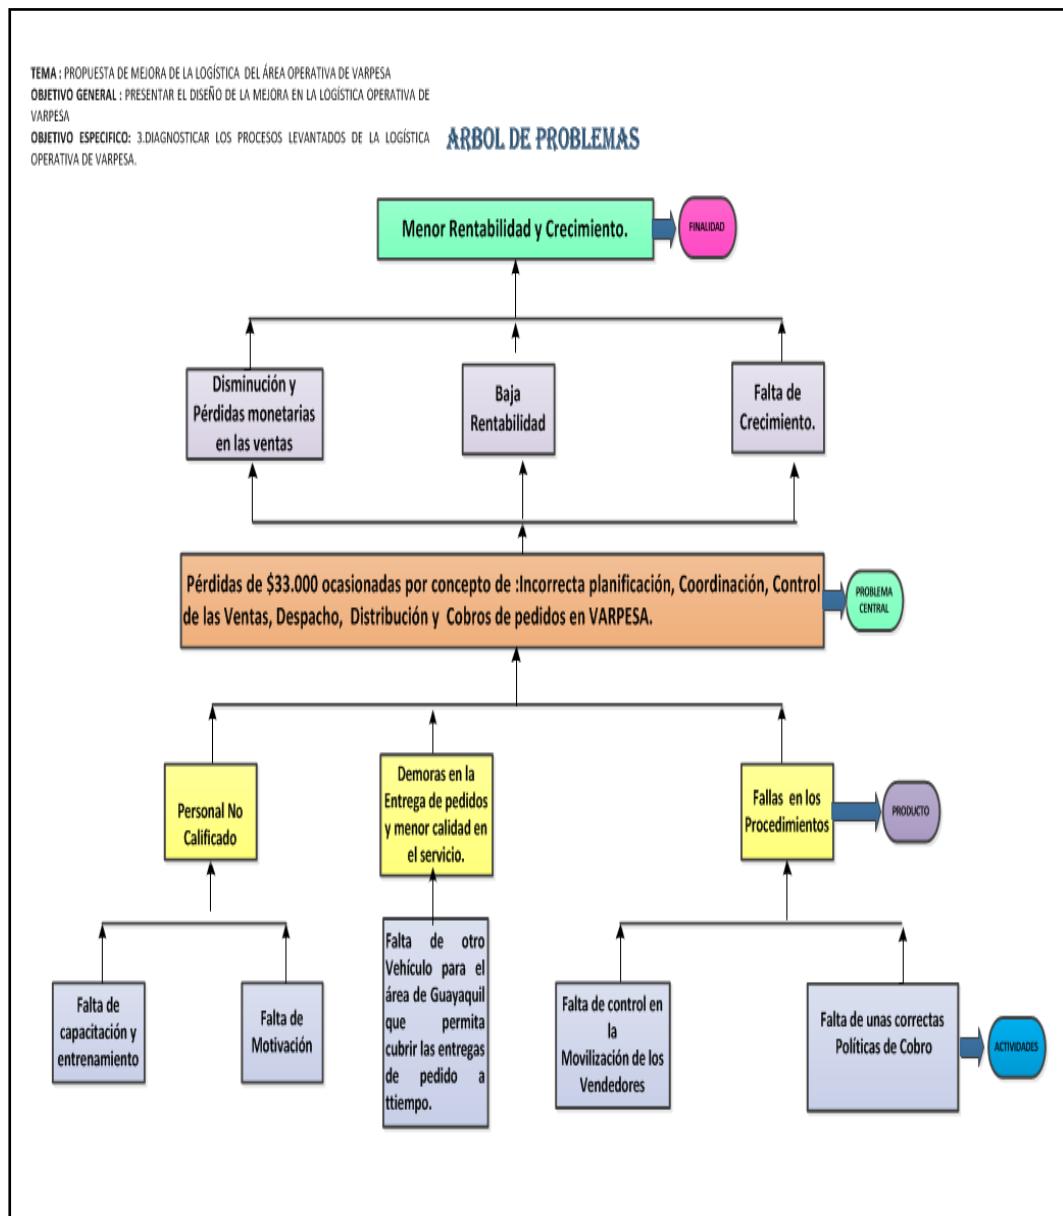 TEMA : PROPUESTA DE MEJORA DE LA LOGÍSTICA DEL ÁREA OPERATIVA DE VARPESA
OBJETIVO GENERAL : PRESENTAR EL DISEÑO DE LA MEJORA EN LA LOGÍSTICA OPERATIVA DE
VARPESA
OBJETIVO ESPECIFICO: 3.DIAGNOSTICAR LOS PROCESOS LEVANTADOS DE LA LOGÍSTICA
OPERATIVA DE VARPESA.
ARBOL DE PROBLEMAS
Menor Rentabilidad y Crecimiento.
FINALIDAD
Disminución y
Pérdidas monetarias
en las ventas
Baja
Rentabilidad
Falta de
Crecimiento.
Pérdidas de $33.000 ocasionadas por concepto de :Incorrecta planificación, Coordinación, Control
de las Ventas, Despacho, Distribución y Cobros de pedidos en VARPESA.
PROBLEMA
CENTRAL
Personal No
Calificado
Demoras en la
Entrega de pedidos
y menor calidad en
el servicio.
Fallas en los
Procedimientos
PRODUCTO
Falta de
capacitación y
entrenamiento
Falta de
Motivación
Falta de otro
Vehículo para el
área de Guayaquil
que permita
cubrir las entregas
de pedido a
ttiempo.
Falta de control en
la
Movilización de los
Vendedores
Falta de unas correctas
Políticas de Cobro
ACTIVIDADES